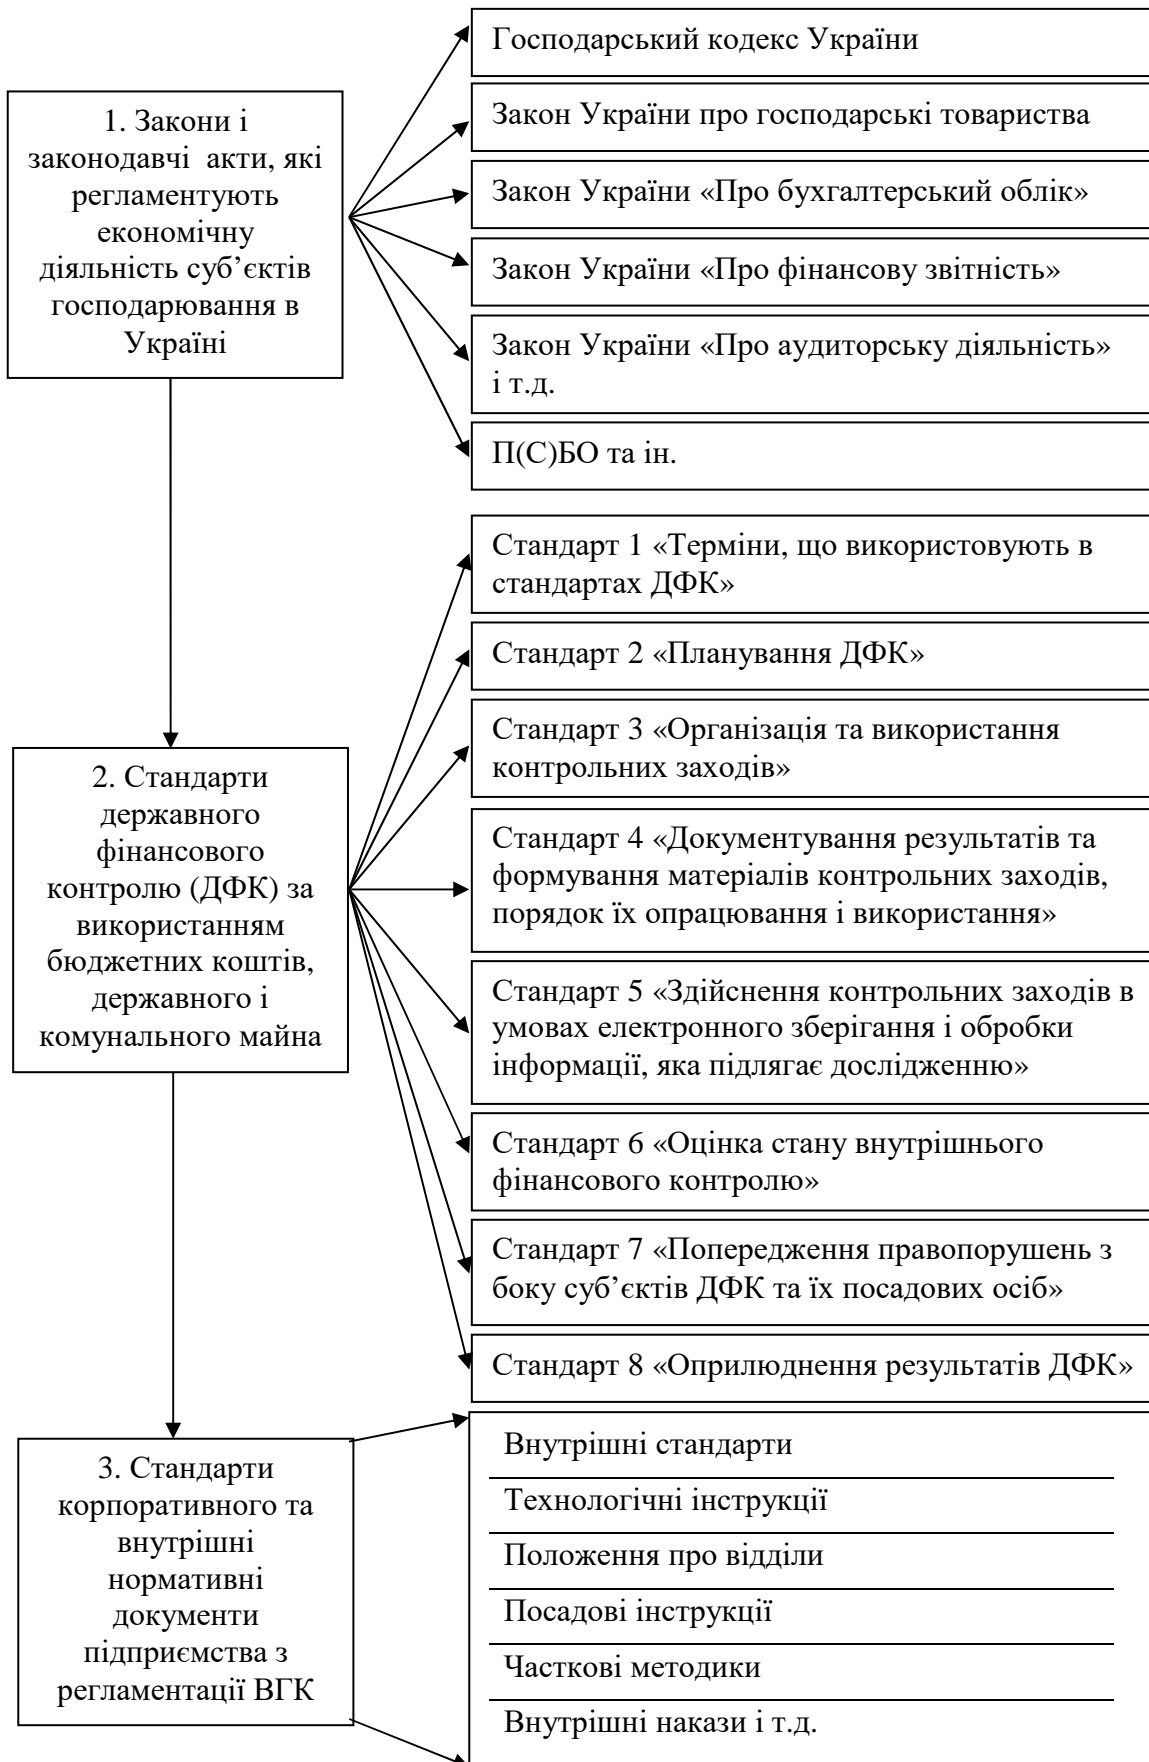 1. Закони і
законодавчі акти, які
регламентують
економічну
діяльність суб’єктів
господарювання в
Україні
Господарський кодекс України
Закон України про господарські товариства
Закон України «Про бухгалтерський облік»
Закон України «Про фінансову звітність»
Закон України «Про аудиторську діяльність»
і т.д.
П(С)БО та ін.
2. Стандарти
державного
фінансового
контролю (ДФК) за
використанням
бюджетних коштів,
державного і
комунального майна
Стандарт 1 «Терміни, що використовують в
стандартах ДФК»
Стандарт 2 «Планування ДФК»
Стандарт 3 «Організація та використання
контрольних заходів»
Стандарт 4 «Документування результатів та
формування матеріалів контрольних заходів,
порядок їх опрацювання і використання»
Стандарт 5 «Здійснення контрольних заходів в
умовах електронного зберігання і обробки
інформації, яка підлягає дослідженню»
Стандарт 6 «Оцінка стану внутрішнього
фінансового контролю»
Стандарт 7 «Попередження правопорушень з
боку суб’єктів ДФК та їх посадових осіб»
Стандарт 8 «Оприлюднення результатів ДФК»
3. Стандарти
корпоративного та
внутрішні
нормативні
документи
підприємства з
регламентації ВГК
Внутрішні стандарти
Технологічні інструкції
Положення про відділи
Посадові інструкції
Часткові методики
Внутрішні накази і т.д.